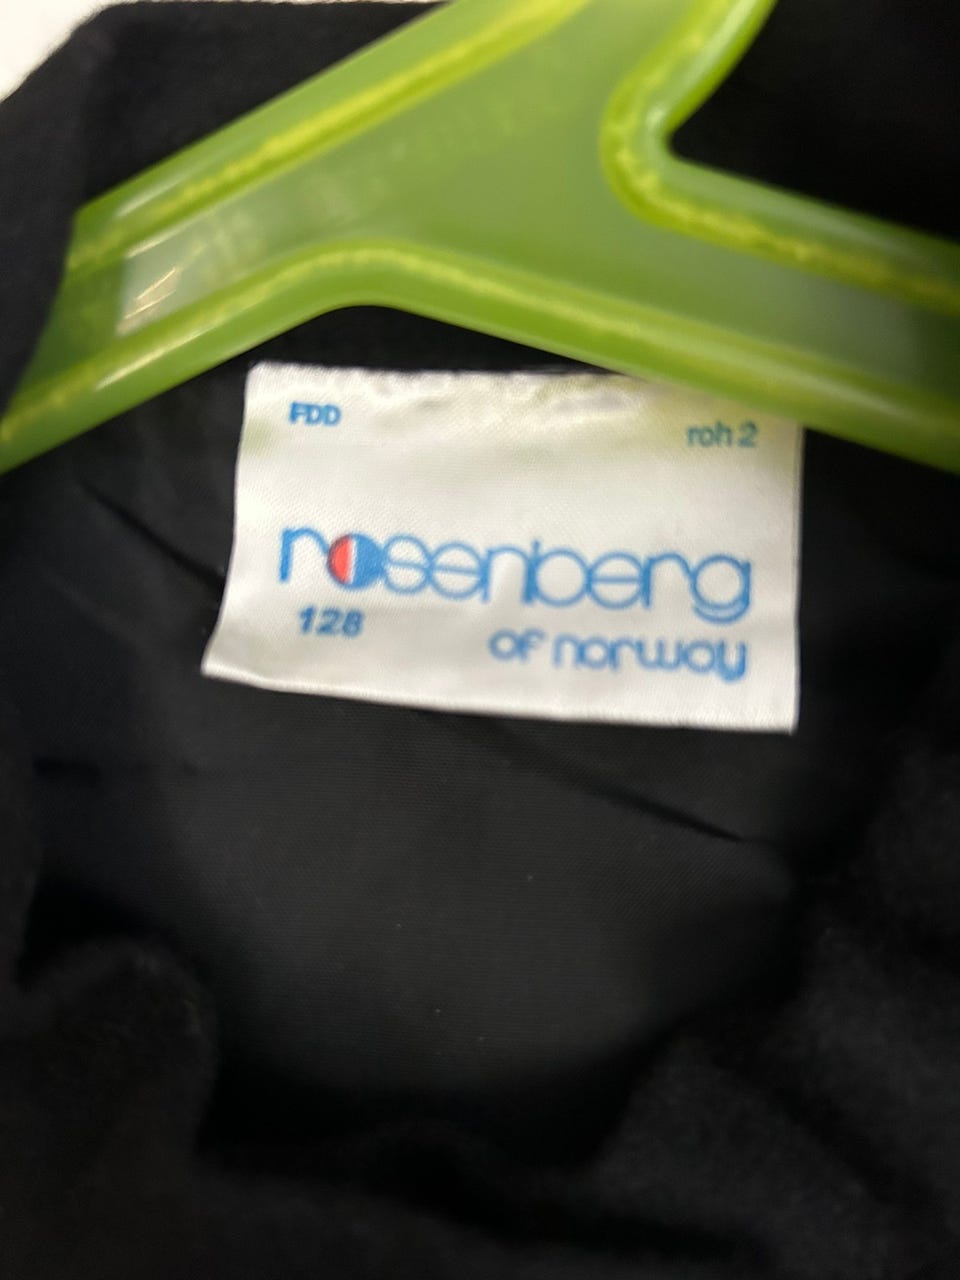 FDD
roh 2
rosenberg
128
of norway